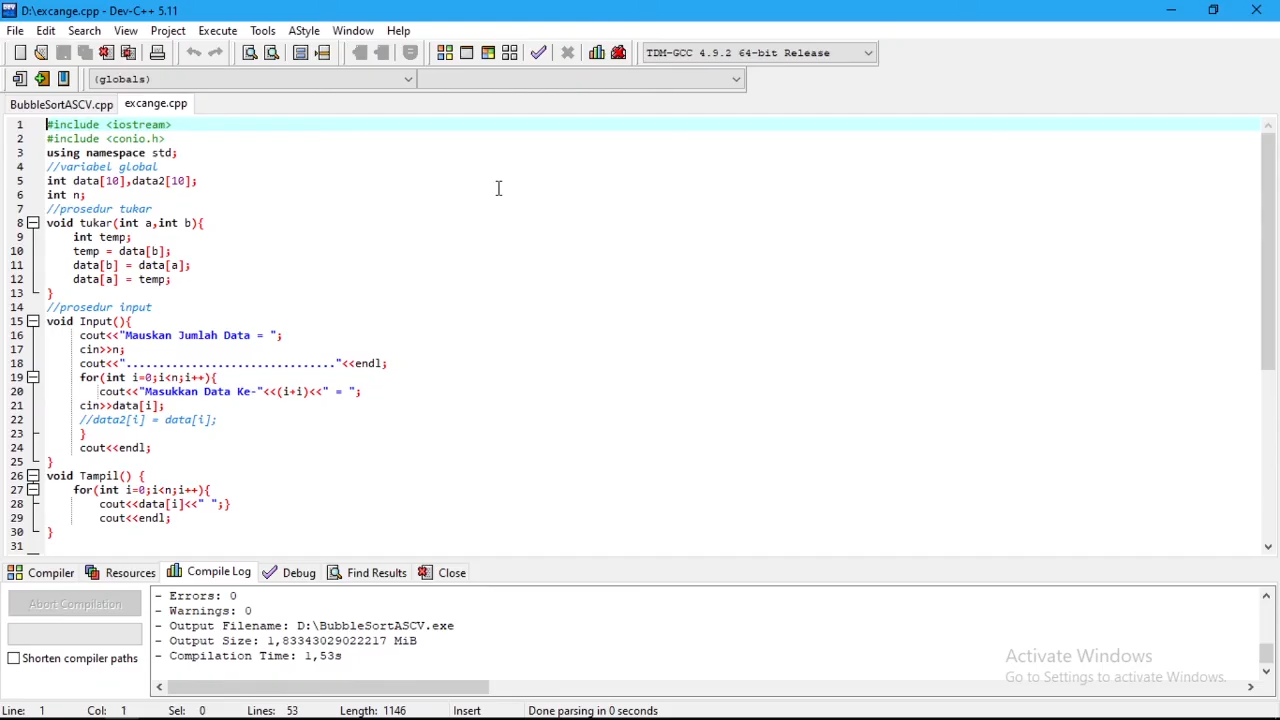 D:\excange.cpp - Dev-C++ 5.11
File Edit Search View Project Execute Tools AStyle Window Help
TDM-GCC 4.9.2 64-bit Release
(globals)
BubbleSortASCV.cpp excange.cpp
1 #include <iostream>
2 #include <conio.h>
3 using namespace std;
4 //variabel global
5 int data[10],data2[10];
6 int n;
7 //prosedur tukar
8 void tukar(int a,int b){
9 int temp;
10 temp = data[b];
11 data[b] = data[a];
12 data[a] = temp;
13 }
14 //prosedur input
15 void Input(){
16 cout<<"Mauskan Jumlah Data = ";
17 cin>>n;
18 cout<<"................................"<<endl;
19 for(int i=0;i<n;i++){
20 cout<<"Masukkan Data Ke-"<<(i+i)<<" = ";
21 cin>>data[i];
22 //data2[i] = data[i];
23 }
24 cout<<endl;
25 }
26 void Tampil() {
27 for(int i=0;i<n;i++){
28 cout<<data[i]<<" ";}
29 cout<<endl;
30 }
31
Compiler Resources Compile Log Debug Find Results Close
Abort Compilation
Shorten compiler paths
- Errors: 0
- Warnings: 0
- Output Filename: D:\BubbleSortASCV.exe
- Output Size: 1,83343029022217 MiB
- Compilation Time: 1,53s
Activate Windows
Go to Settings to activate Windows.
Line: 1 Col: 1 Sel: 0 Lines: 53 Length: 1146 Insert Done parsing in 0 seconds